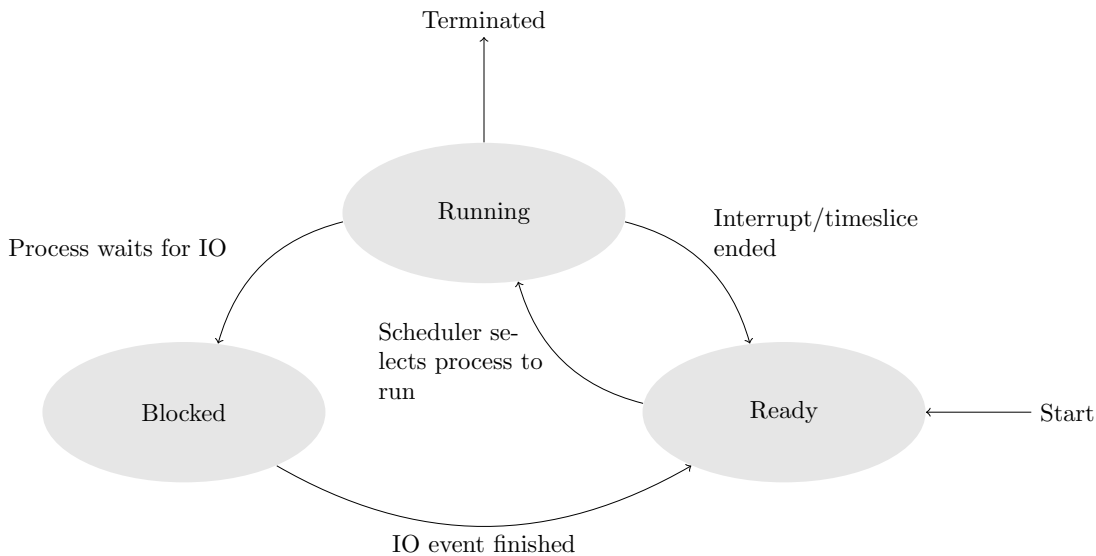 Terminated
Running
Interrupt/timeslice
ended
Process waits for IO
Scheduler se-
lects process to
run
Blocked
Ready
Start
IO event finished